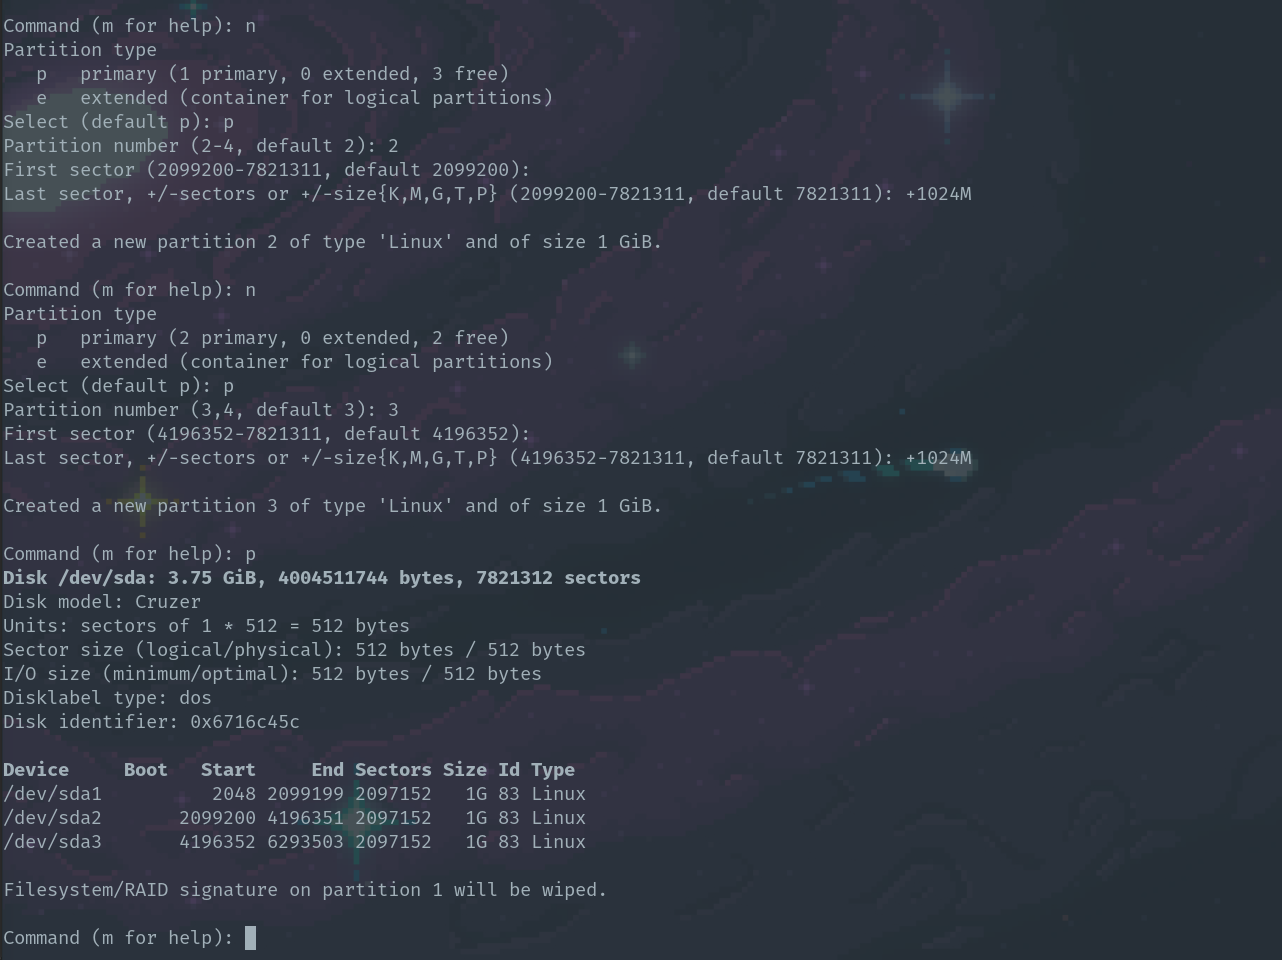 Command (m for help): n
Partition type
   p   primary (1 primary, 0 extended, 3 free)
   e   extended (container for logical partitions)
Select (default p): p
Partition number (2-4, default 2): 2
First sector (2099200-7821311, default 2099200):
Last sector, +/-sectors or +/-size{K,M,G,T,P} (2099200-7821311, default 7821311): +1024M

Created a new partition 2 of type 'Linux' and of size 1 GiB.

Command (m for help): n
Partition type
   p   primary (2 primary, 0 extended, 2 free)
   e   extended (container for logical partitions)
Select (default p): p
Partition number (3,4, default 3): 3
First sector (4196352-7821311, default 4196352):
Last sector, +/-sectors or +/-size{K,M,G,T,P} (4196352-7821311, default 7821311): +1024M

Created a new partition 3 of type 'Linux' and of size 1 GiB.

Command (m for help): p
Disk /dev/sda: 3.75 GiB, 4004511744 bytes, 7821312 sectors
Disk model: Cruzer
Units: sectors of 1 * 512 = 512 bytes
Sector size (logical/physical): 512 bytes / 512 bytes
I/O size (minimum/optimal): 512 bytes / 512 bytes
Disklabel type: dos
Disk identifier: 0x6716c45c

Device     Boot   Start     End Sectors Size Id Type
/dev/sda1          2048 2099199 2097152   1G 83 Linux
/dev/sda2       2099200 4196351 2097152   1G 83 Linux
/dev/sda3       4196352 6293503 2097152   1G 83 Linux

Filesystem/RAID signature on partition 1 will be wiped.

Command (m for help):